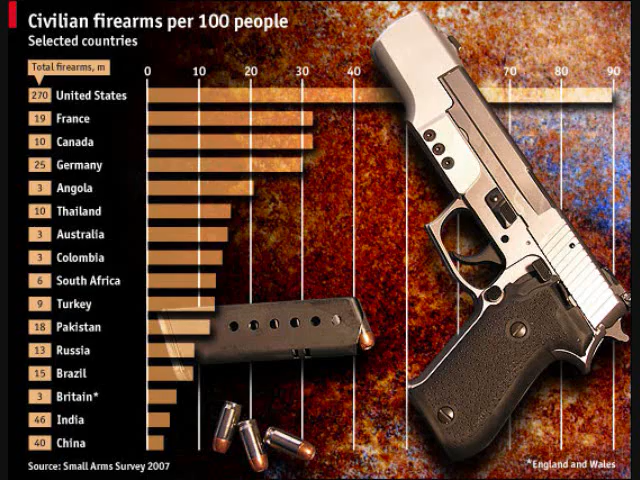 Civilian firearms per 100 people
Selected countries
Total firearms, m
0 10 20 30 40 70 80 90
270 United States
19 France
10 Canada
25 Germany
3 Angola
10 Thailand
3 Australia
3 Colombia
6 South Africa
9 Turkey
18 Pakistan
13 Russia
15 Brazil
3 Britain*
46 India
40 China
Source: Small Arms Survey 2007
*England and Wales